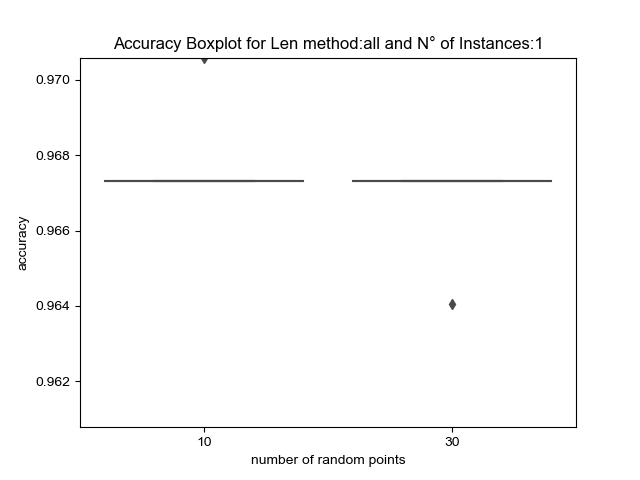 Accuracy Boxplot for Len method:all and N° of Instances:1
0.970
0.968
0.966
0.964
0.962
accuracy
10
30
number of random points